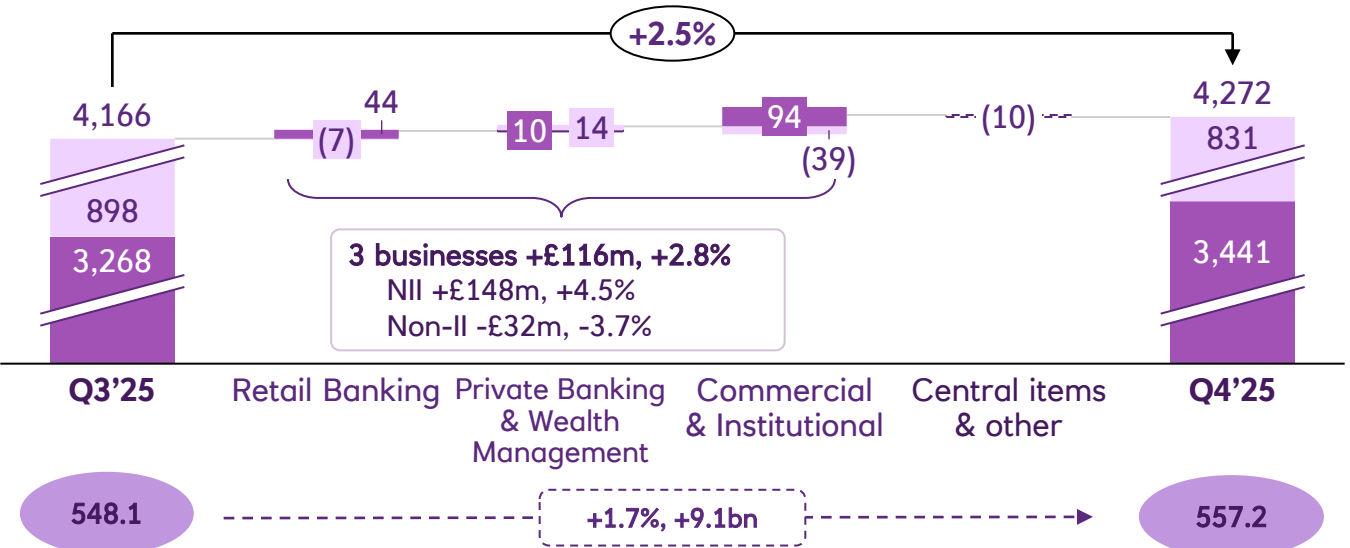 +2.5%
4,166
898
3,268
44
(7)
10
14
94
(39)
(10)
4,272
831
3,441
3 businesses +£116m, +2.8%
NII +£148m, +4.5%
Non-II -£32m, -3.7%
Q3’25
Retail Banking
Private Banking
& Wealth
Management
Commercial
& Institutional
Central items
& other
Q4’25
548.1
+1.7%, +9.1bn
557.2